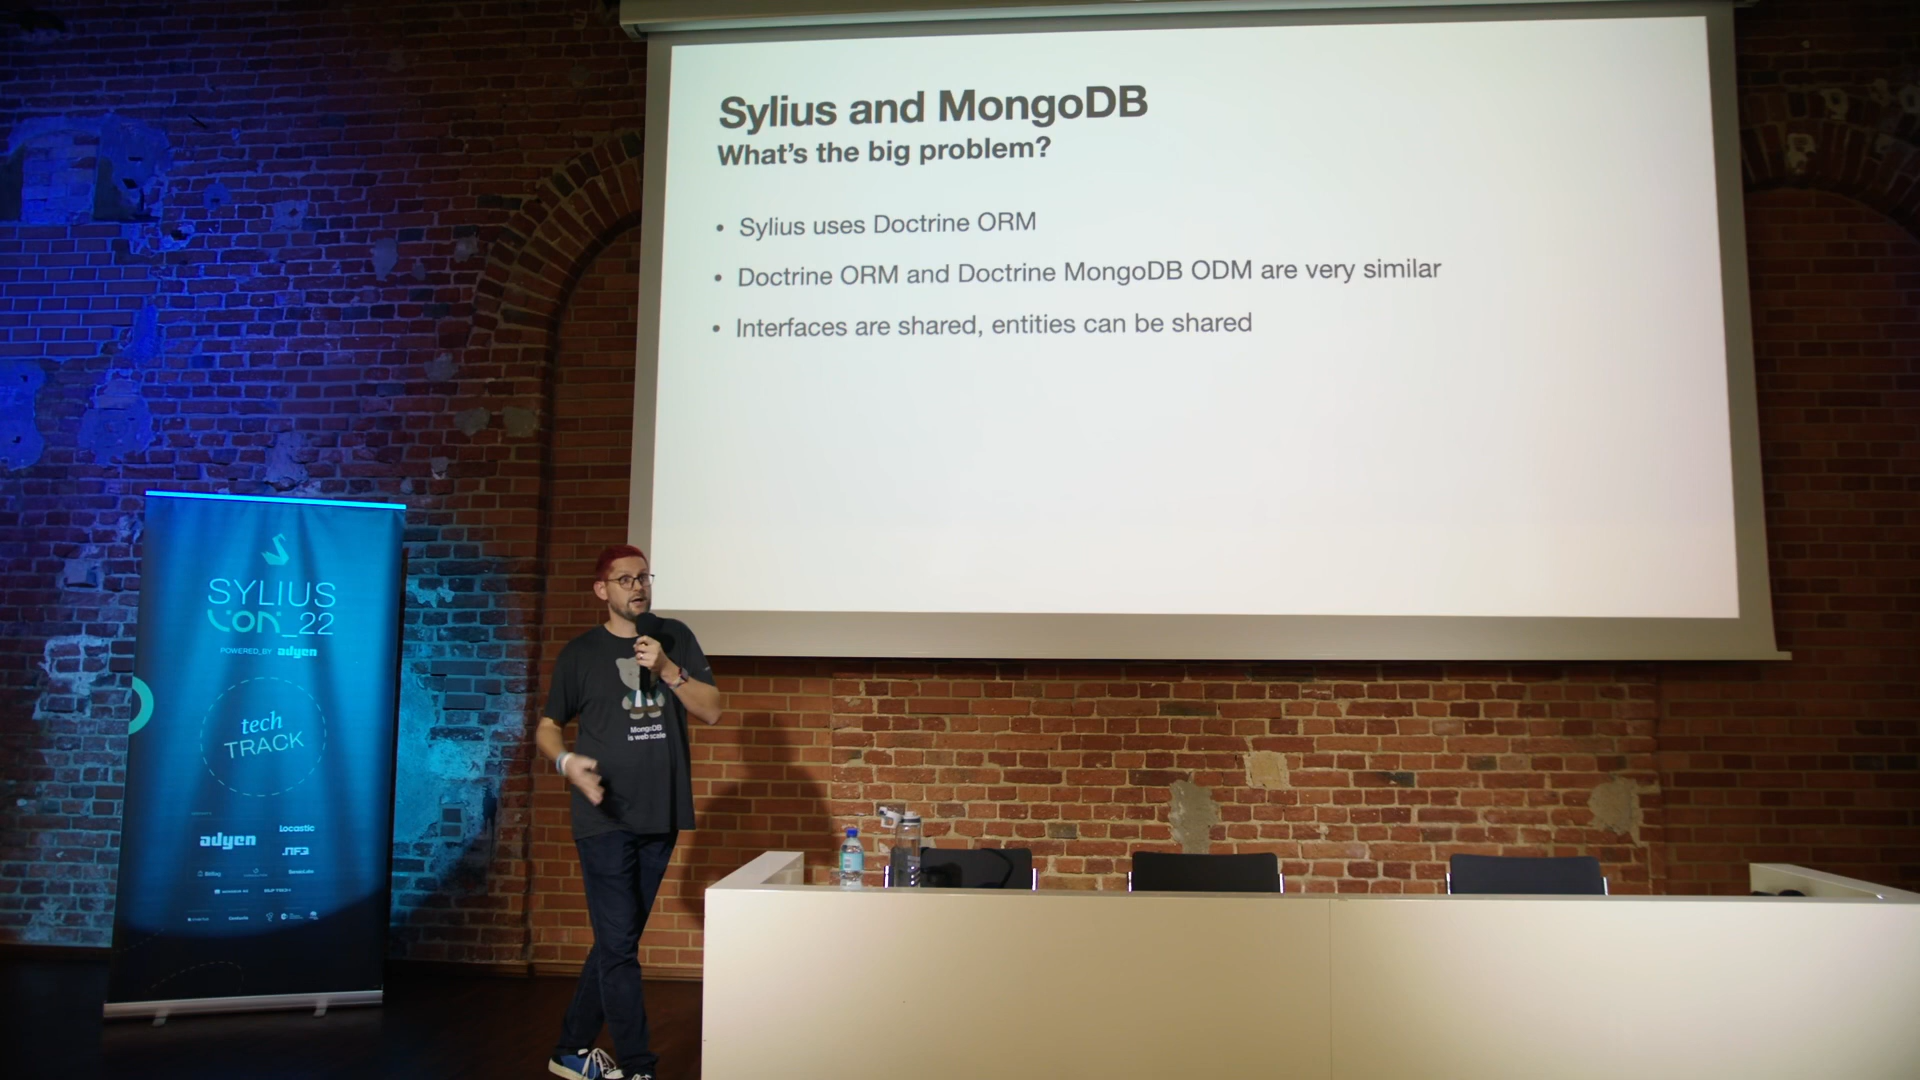 Sylius and MongoDB
What's the big problem?
• Sylius uses Doctrine ORM
• Doctrine ORM and Doctrine MongoDB ODM are very similar
• Interfaces are shared, entities can be shared
SYLIUS
CON_22
POWERED_BY adyen
tech
TRACK
adyen
Locastic
MongoDB
is web scale